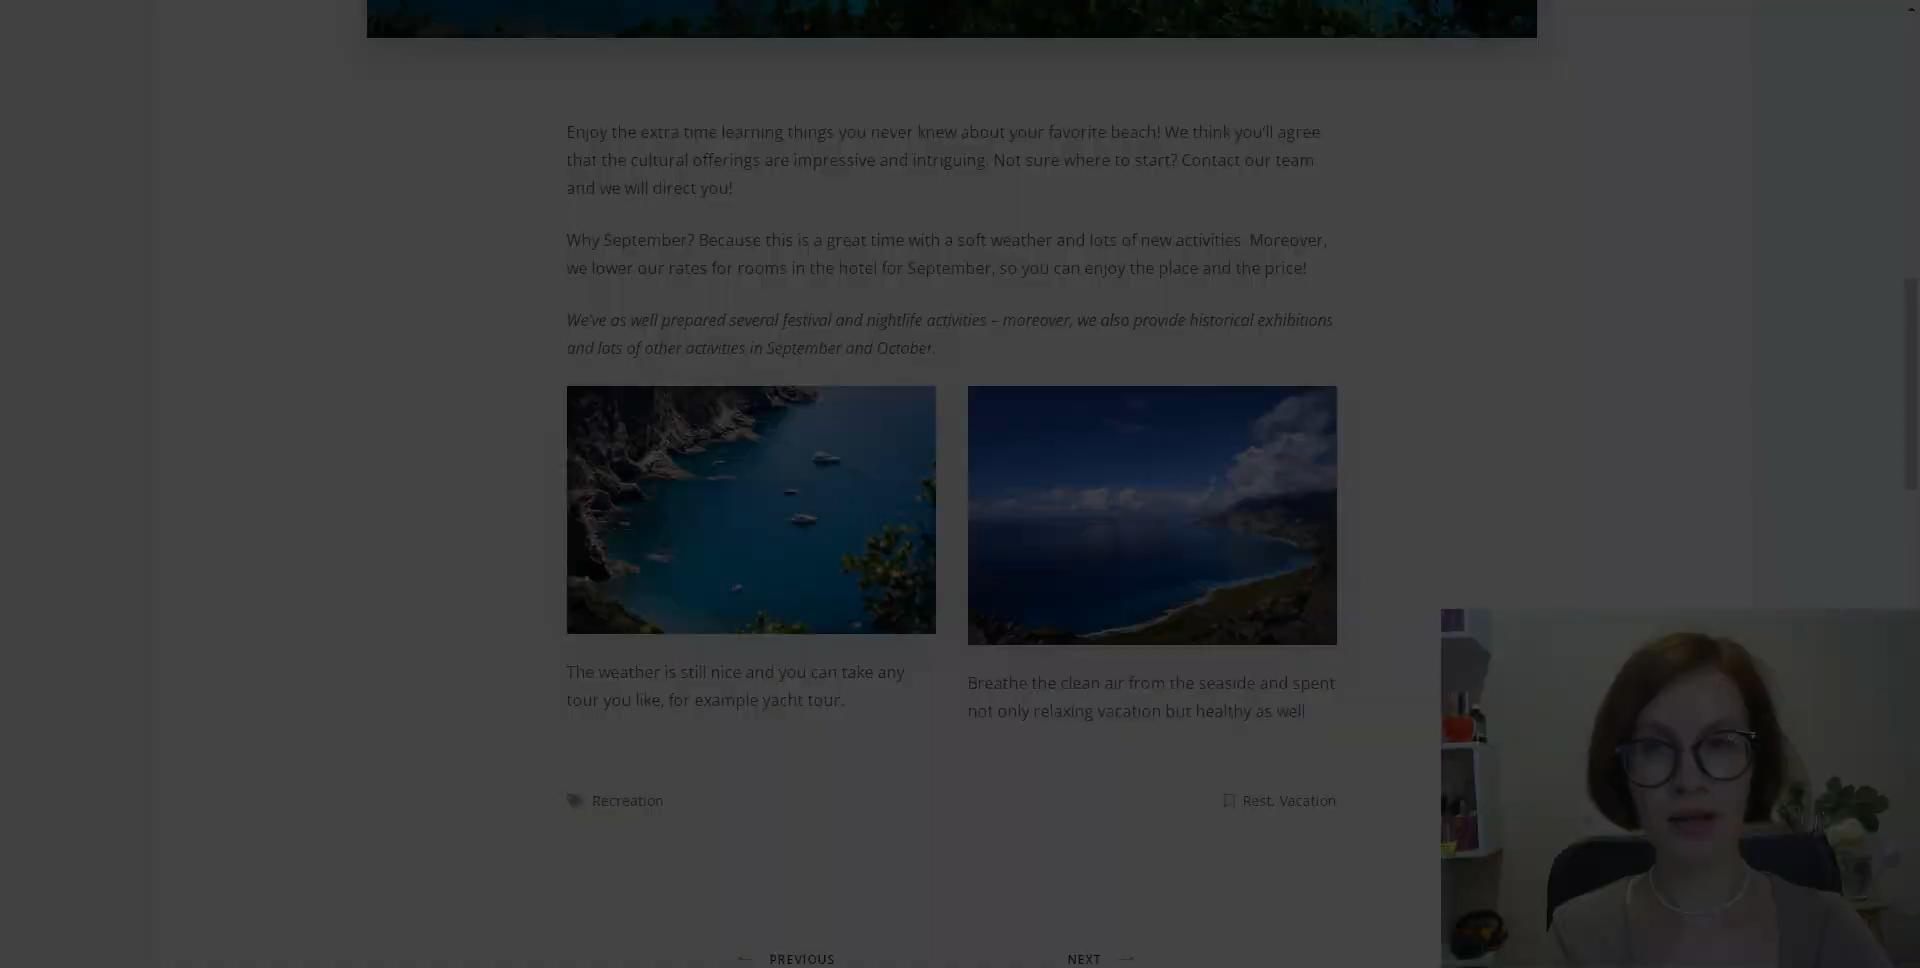 Enjoy the extra time learning things you never knew about your favorite beach! We think you'll agree
that the cultural offerings are impressive and intriguing. Not sure where to start? Contact our team
and we will direct you!
Why September? Because this is a great time with a soft weather and lots of new activities. Moreover,
we lower our rates for rooms in the hotel for September, so you can enjoy the place and the price!
We've as well prepared several festival and nightlife activities – moreover, we also provide historical exhibitions
and lots of other activities in September and October.
The weather is still nice and you can take any
tour you like, for example yacht tour.
Breathe the clean air from the seaside and spent
not only relaxing vacation but healthy as well
Recreation
Rest, Vacation
PREVIOUS
NEXT